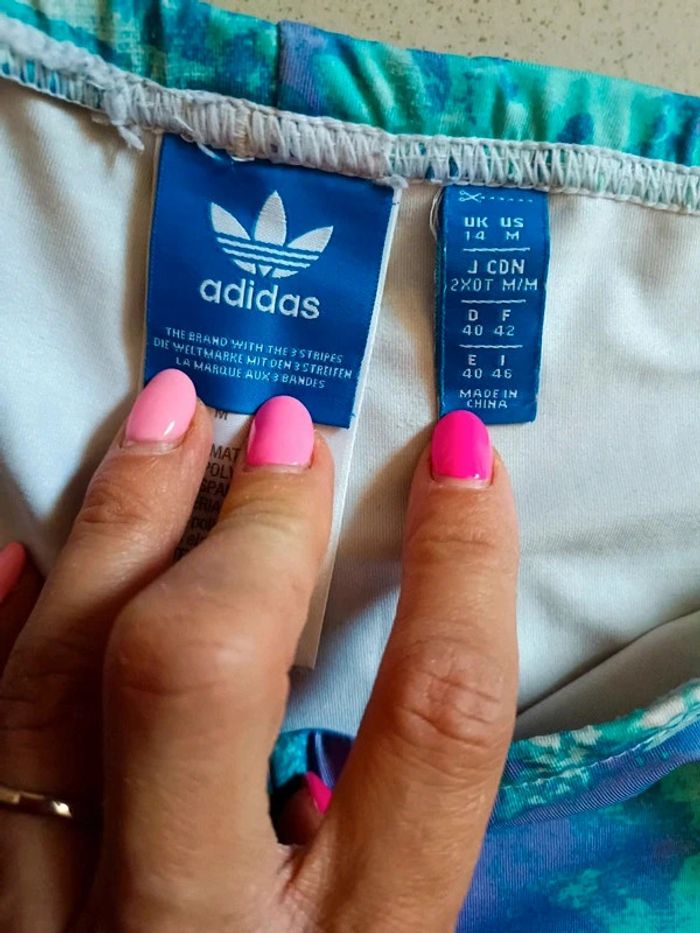 adidas
THE BRAND WITH THE 3 STRIPES
DIE WELTMARKE MIT DEN 3 STREIFEN
LA MARQUE AUX 3 BANDES
M
UK US
14 M
J CDN
2XOT M/M
D F
40 42
E I
40 46
MADE IN
CHINA